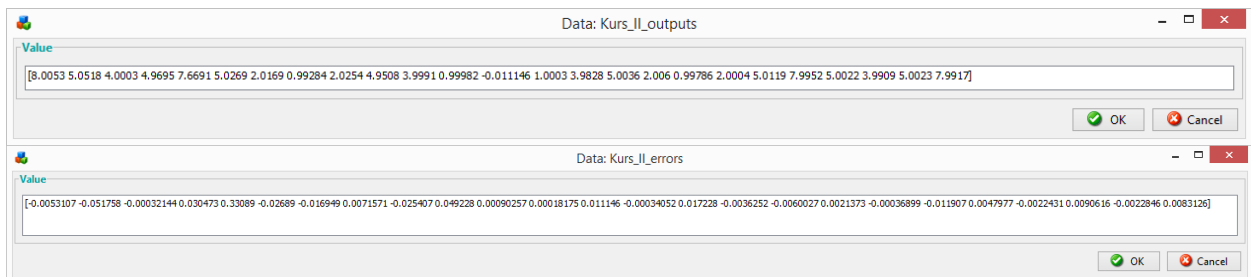 Data: Kurs_II_outputs
Value
[8.0053 5.0518 4.0003 4.9695 7.6691 5.0269 2.0169 0.99284 2.0254 4.9508 3.9991 0.99982 -0.011146 1.0003 3.9828 5.0036 2.006 0.99786 2.0004 5.0119 7.9952 5.0022 3.9909 5.0023 7.9917]
OK Cancel
Data: Kurs_II_errors
Value
[-0.0053107 -0.051758 -0.00032144 0.030473 0.33089 -0.02689 -0.016949 0.0071571 -0.025407 0.049228 0.00090257 0.00018175 0.011146 -0.00034052 0.017228 -0.0036252 -0.0060027 0.0021373 -0.00036899 -0.011907 0.0047977 -0.0022431 0.0090616 -0.0022846 0.0083126]
OK Cancel